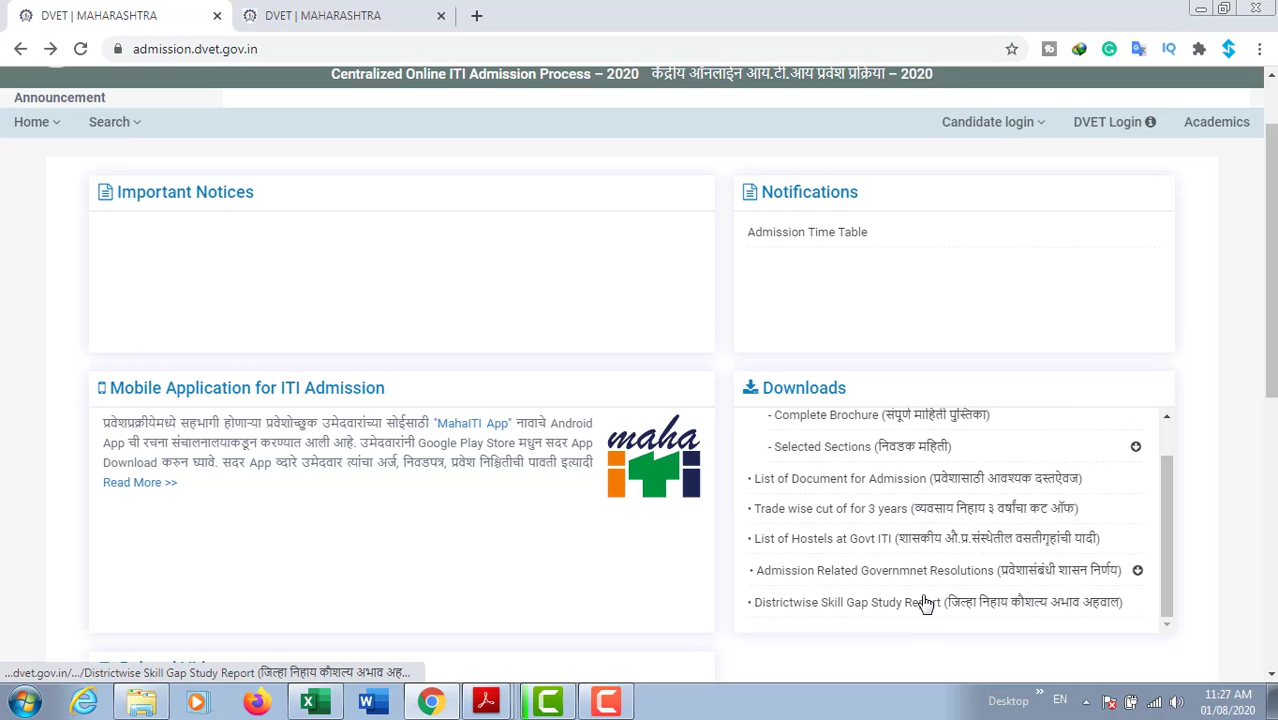 DVET | MAHARASHTRA
DVET | MAHARASHTRA
admission.dvet.gov.in
Centralized Online ITI Admission Process – 2020 केंद्रीय ऑनलाईन आय.टी.आय प्रवेश प्रक्रिया – 2020
Announcement
Home
Search
Candidate login
DVET Login
Academics
Important Notices
Notifications
Admission Time Table
Mobile Application for ITI Admission
प्रवेशप्रक्रीयेमध्ये सहभागी होणाऱ्या प्रवेशोच्छुक उमेदवारांच्या सोईसाठी "MahaITI App" नावाचे Android
App ची रचना संचालनालयाकडून करण्यात आली आहे. उमेदवारांनी Google Play Store मधुन सदर App
Download करुन घ्यावे. सदर App व्दारे उमेदवार त्यांचा अर्ज, निवडपत्र, प्रवेश निश्चितीची पावती इत्यादी
Read More >>
maha
iTi
Downloads
- Complete Brochure (संपूर्ण माहिती पुस्तिका)
- Selected Sections (निवडक महिती)
• List of Document for Admission (प्रवेशासाठी आवश्यक दस्तऐवज)
• Trade wise cut of for 3 years (व्यवसाय निहाय ३ वर्षांचा कट ऑफ)
• List of Hostels at Govt ITI (शासकीय औ.प्र.संस्थेतील वसतीगृहांची यादी)
• Admission Related Governmnet Resolutions (प्रवेशासंबंधी शासन निर्णय)
• Districtwise Skill Gap Study Report (जिल्हा निहाय कौशल्य अभाव अहवाल)
...dvet.gov.in/.../Districtwise Skill Gap Study Report (जिल्हा निहाय कौशल्य अभाव अह...
Desktop
EN
11:27 AM
01/08/2020